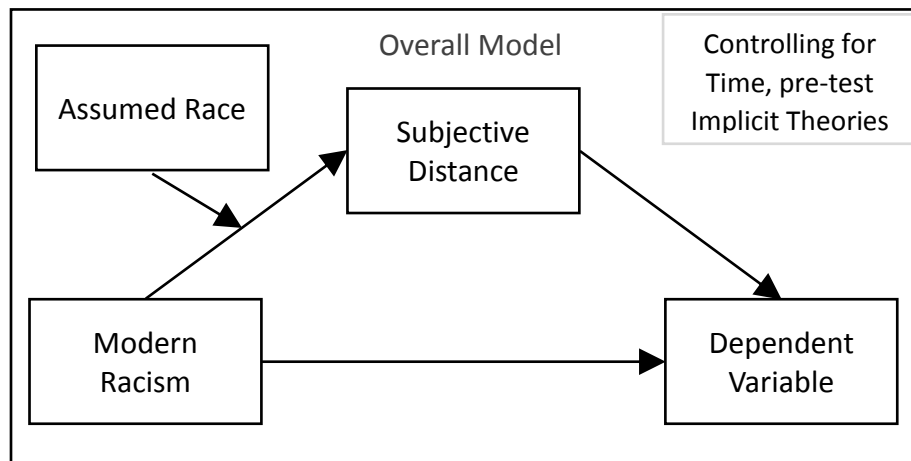 Overall Model
Controlling for
Time, pre-test
Implicit Theories
Assumed Race
Subjective
Distance
Modern
Racism
Dependent
Variable